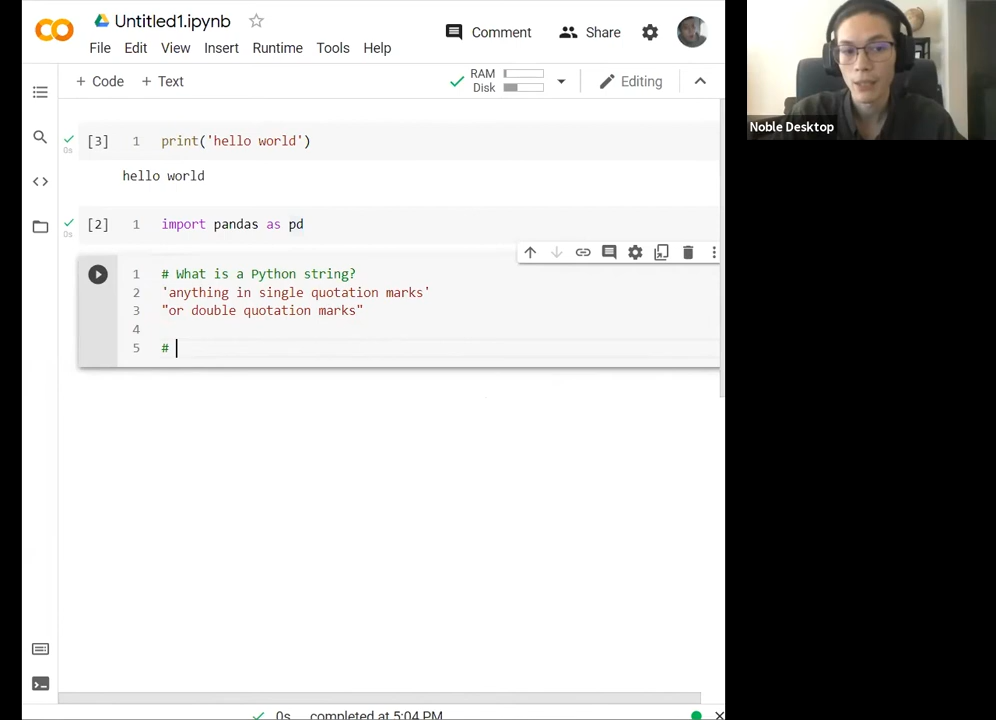 Untitled1.ipynb
File Edit View Insert Runtime Tools Help
Comment
Share
+ Code + Text
RAM
Disk
Editing
[3] 1 print('hello world')
0s
hello world
[2] 1 import pandas as pd
0s
1 # What is a Python string?
2 'anything in single quotation marks'
3 "or double quotation marks"
4
5 #
0s completed at 5:04 PM
Noble Desktop